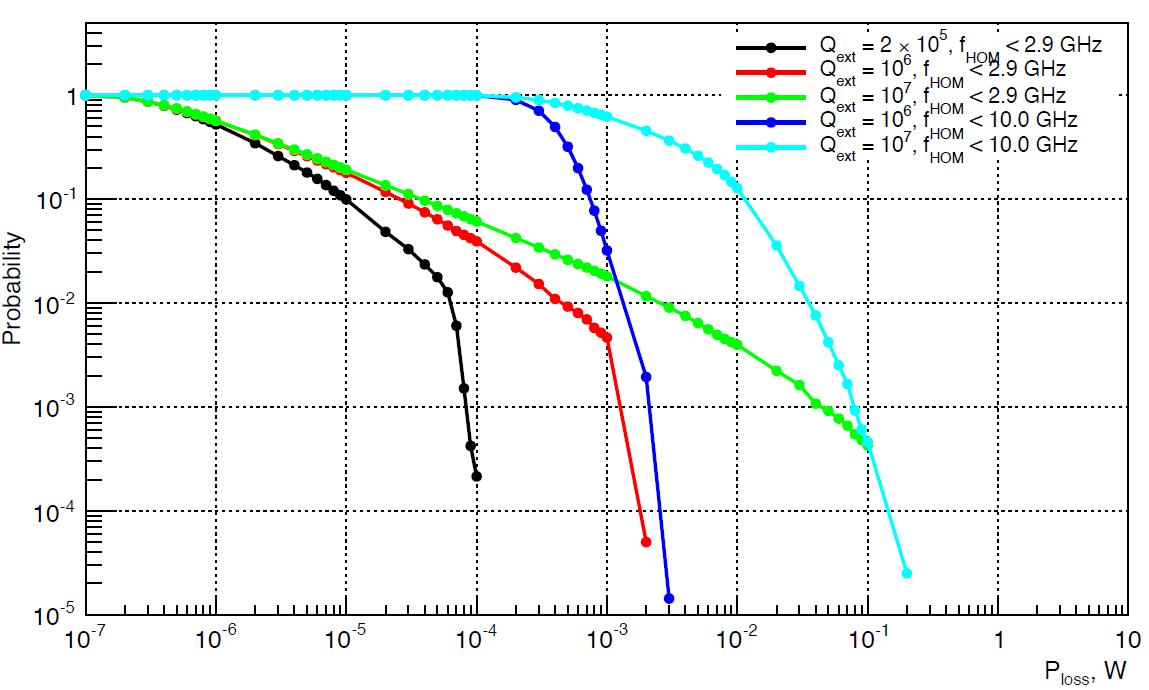 Q_ext = 2 × 10^5, f_HOM < 2.9 GHz
Q_ext = 10^6, f_HOM < 2.9 GHz
Q_ext = 10^7, f_HOM < 2.9 GHz
Q_ext = 10^6, f_HOM < 10.0 GHz
Q_ext = 10^7, f_HOM < 10.0 GHz
1
10^-1
10^-2
10^-3
10^-4
10^-5
Probability
10^-7 10^-6 10^-5 10^-4 10^-3 10^-2 10^-1 1 10
P_loss, W